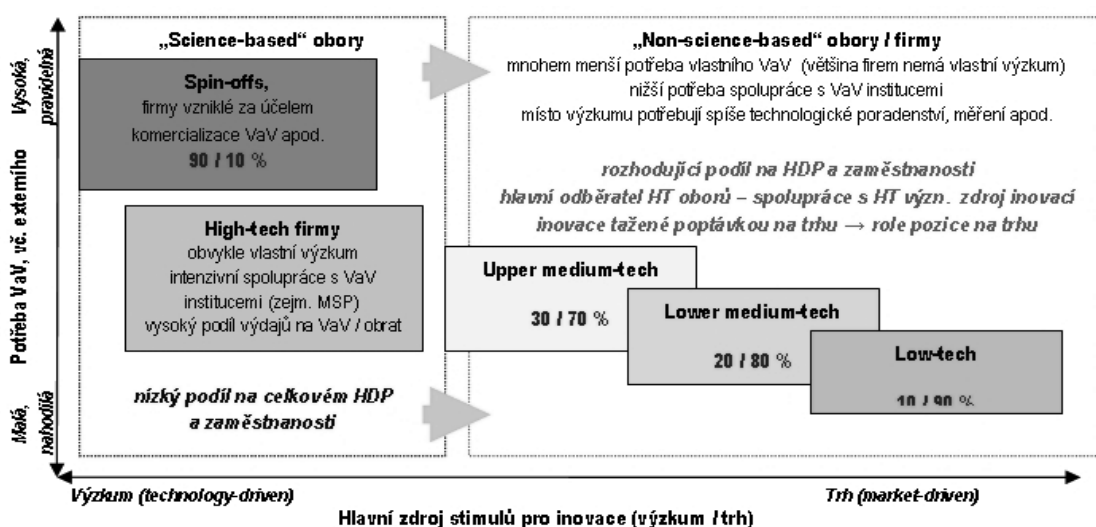 „Science-based“ obory
Spin-offs,
firmy vzniklé za účelem
komercializace VaV apod.
90 / 10 %
High-tech firmy
obvykle vlastní výzkum
intenzivní spolupráce s VaV
institucemi (zejm. MSP)
vysoký podíl výdajů na VaV / obrat
nízký podíl na celkovém HDP
a zaměstnanosti
„Non-science-based“ obory / firmy
mnohem menší potřeba vlastního VaV (většina firem nemá vlastní výzkum)
nižší potřeba spolupráce s VaV institucemi
místo výzkumu potřebují spíše technologické poradenství, měření apod.
rozhodující podíl na HDP a zaměstnanosti
hlavní odběratel HT oborů – spolupráce s HT význ. zdroj inovací
inovace tažené poptávkou na trhu → role pozice na trhu
Upper medium-tech
30 / 70 %
Lower medium-tech
20 / 80 %
Low-tech
10 / 90 %
Vysoká,
pravidelná
Potřeba VaV, vč. externího
Malá,
nahodilá
Výzkum (technology-driven)
Trh (market-driven)
Hlavní zdroj stimulů pro inovace (výzkum / trh)